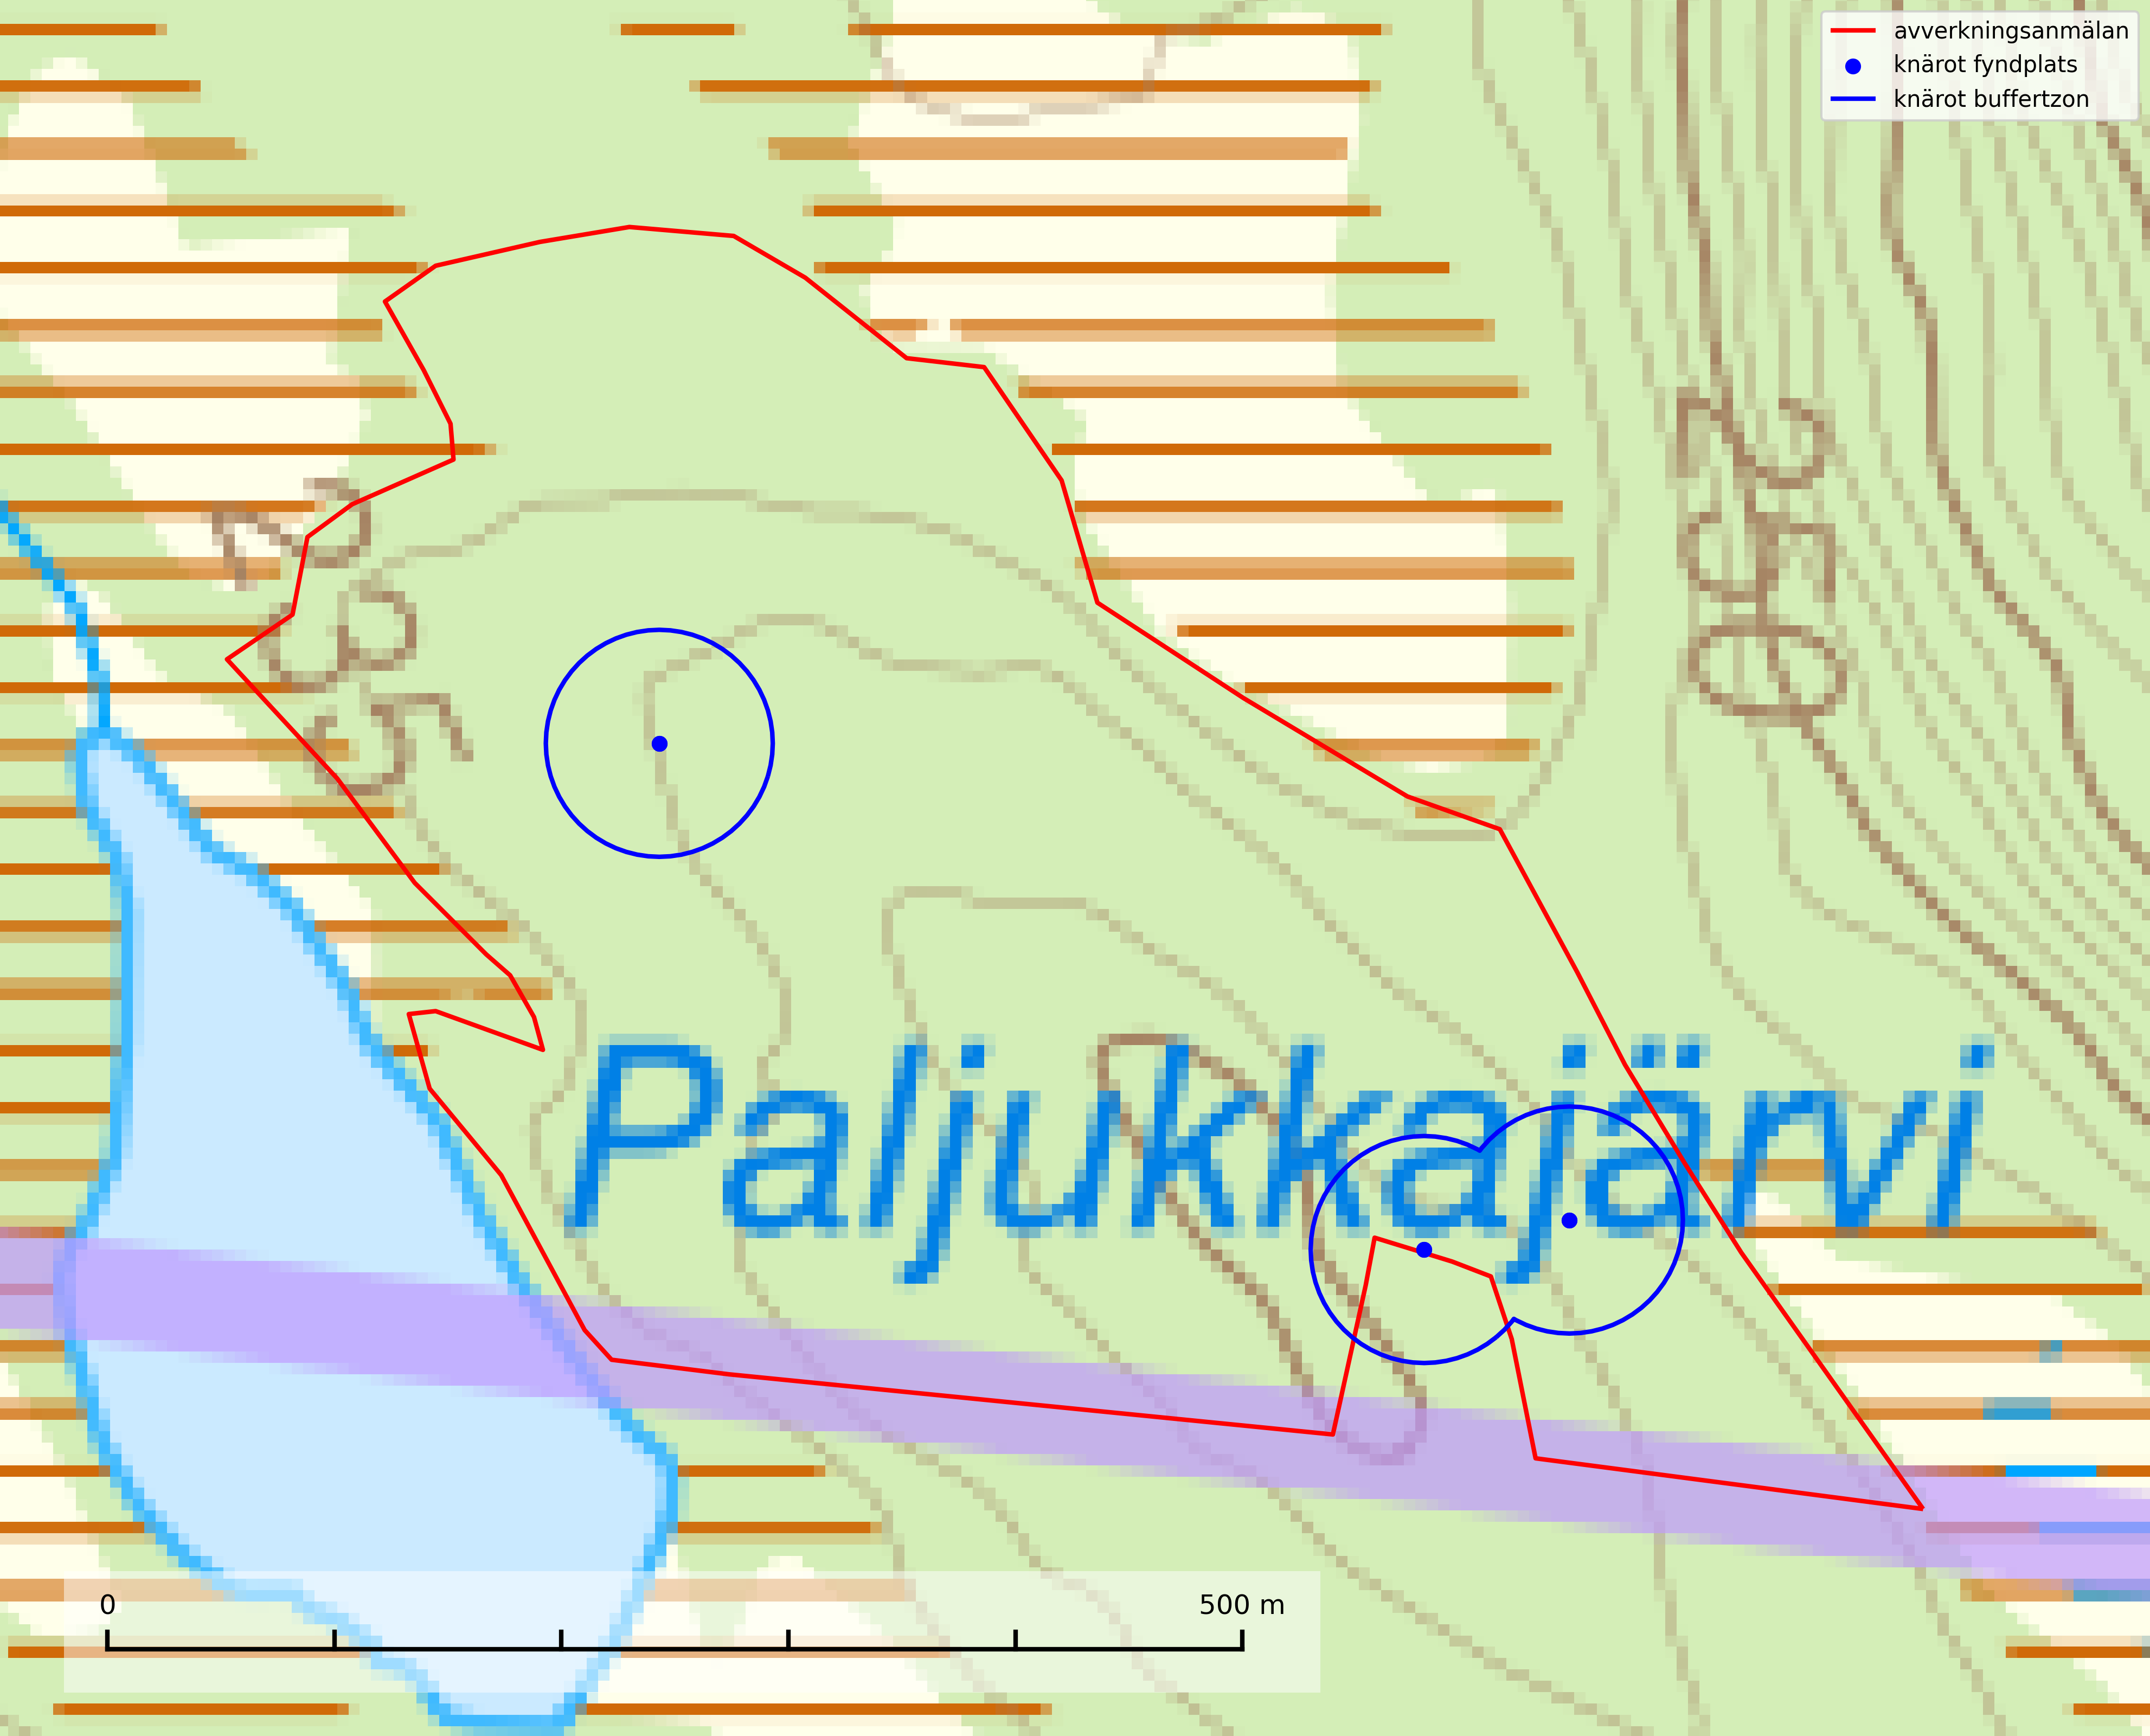 avverkningsanmälan
knärot fyndplats
knärot buffertzon
Paljukkajärvi
0 500 m